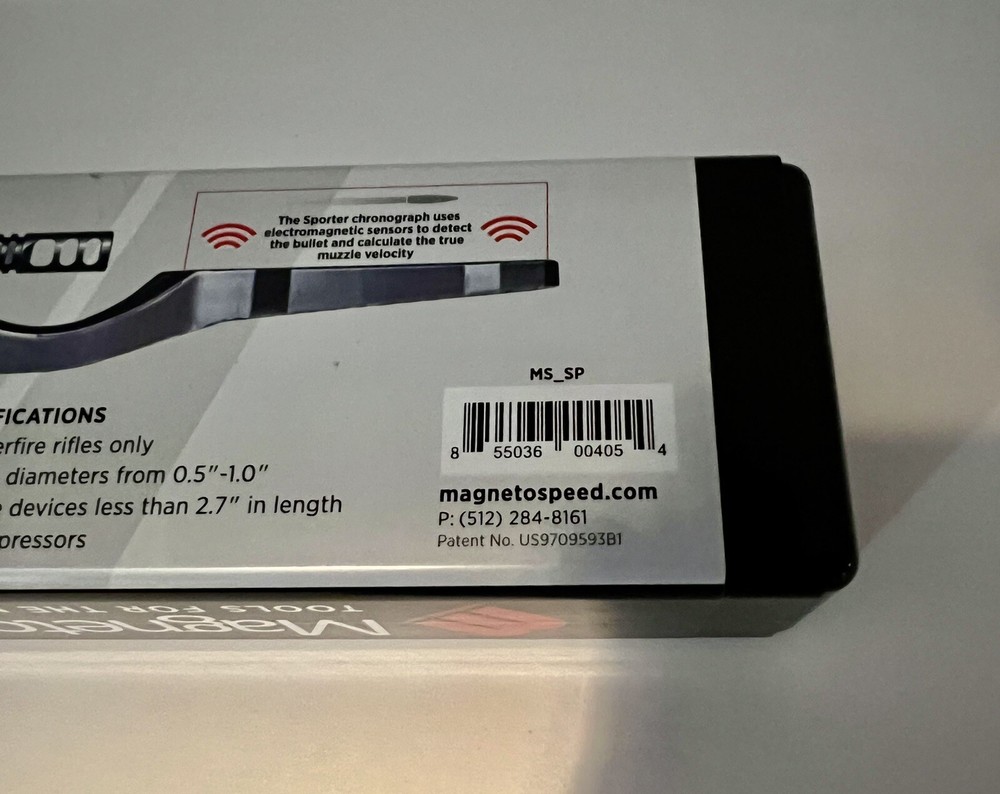 The Sporter chronograph uses
electromagnetic sensors to detect
the bullet and calculate the true
muzzle velocity
MS_SP
8 55036 00405 4
magnetospeed.com
P: (512) 284-8161
Patent No. US9709593B1
FICATIONS
erfire rifles only
diameters from 0.5"-1.0"
e devices less than 2.7" in length
pressors
Magneto
TOOLS FOR THE